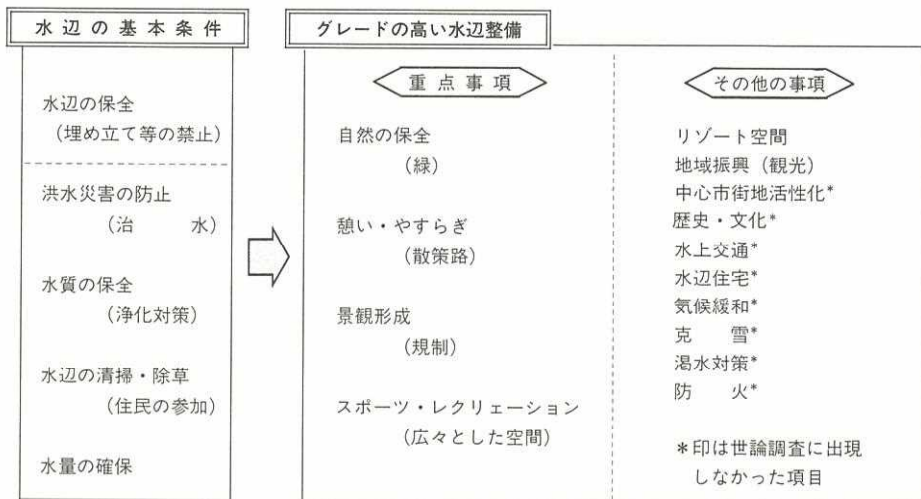 水辺の基本条件
水辺の保全
(埋め立て等の禁止)
洪水災害の防止
(治　水)
水質の保全
(浄化対策)
水辺の清掃・除草
(住民の参加)
水量の確保
グレードの高い水辺整備
重点事項
自然の保全
(緑)
憩い・やすらぎ
(散策路)
景観形成
(規制)
スポーツ・レクリェーション
(広々とした空間)
その他の事項
リゾート空間
地域振興(観光)
中心市街地活性化*
歴史・文化*
水上交通*
水辺住宅*
気候緩和*
克　雪*
渇水対策*
防　火*
*印は世論調査に出現
しなかった項目